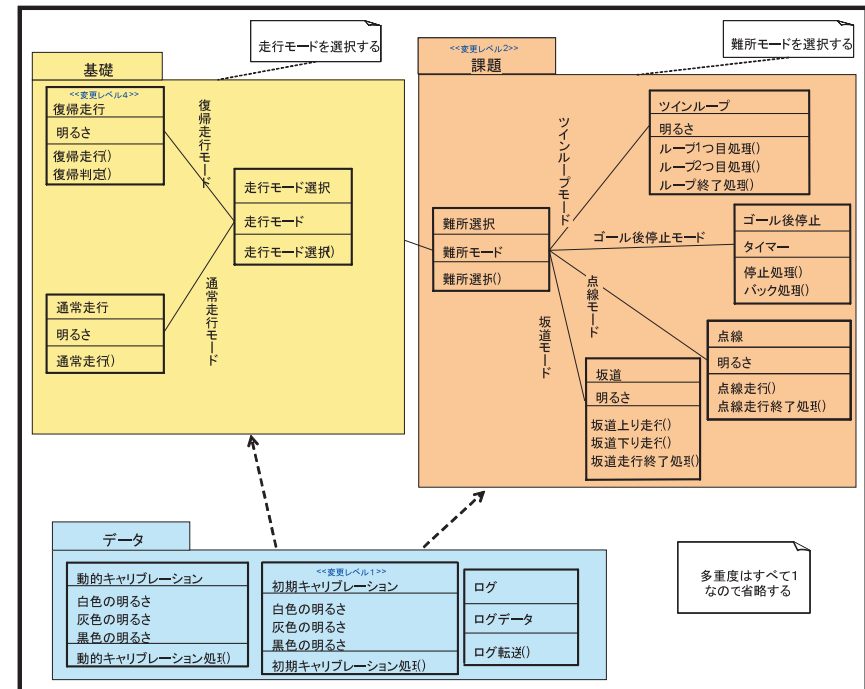 走行モードを選択する
難所モードを選択する
基礎
<<変更レベル4>>
復帰走行
明るさ
復帰走行()
復帰判定()
復帰走行モード
走行モード選択
走行モード
走行モード選択()
通常走行モード
通常走行
明るさ
通常走行()
<<変更レベル2>>
課題
ツインループ
明るさ
ループ1つ目処理()
ループ2つ目処理()
ループ終了処理()
ツインループモード
難所選択
難所モード
難所選択()
ゴール後停止モード
ゴール後停止
タイマー
停止処理()
バック処理()
点線モード
点線
明るさ
点線走行()
点線走行終了処理()
坂道モード
坂道
明るさ
坂道上り走行()
坂道下り走行()
坂道走行終了処理()
データ
動的キャリブレーション
白色の明るさ
灰色の明るさ
黒色の明るさ
動的キャリブレーション処理()
<<変更レベル1>>
初期キャリブレーション
白色の明るさ
灰色の明るさ
黒色の明るさ
初期キャリブレーション処理()
ログ
ログデータ
ログ転送()
多重度はすべて1
なので省略する